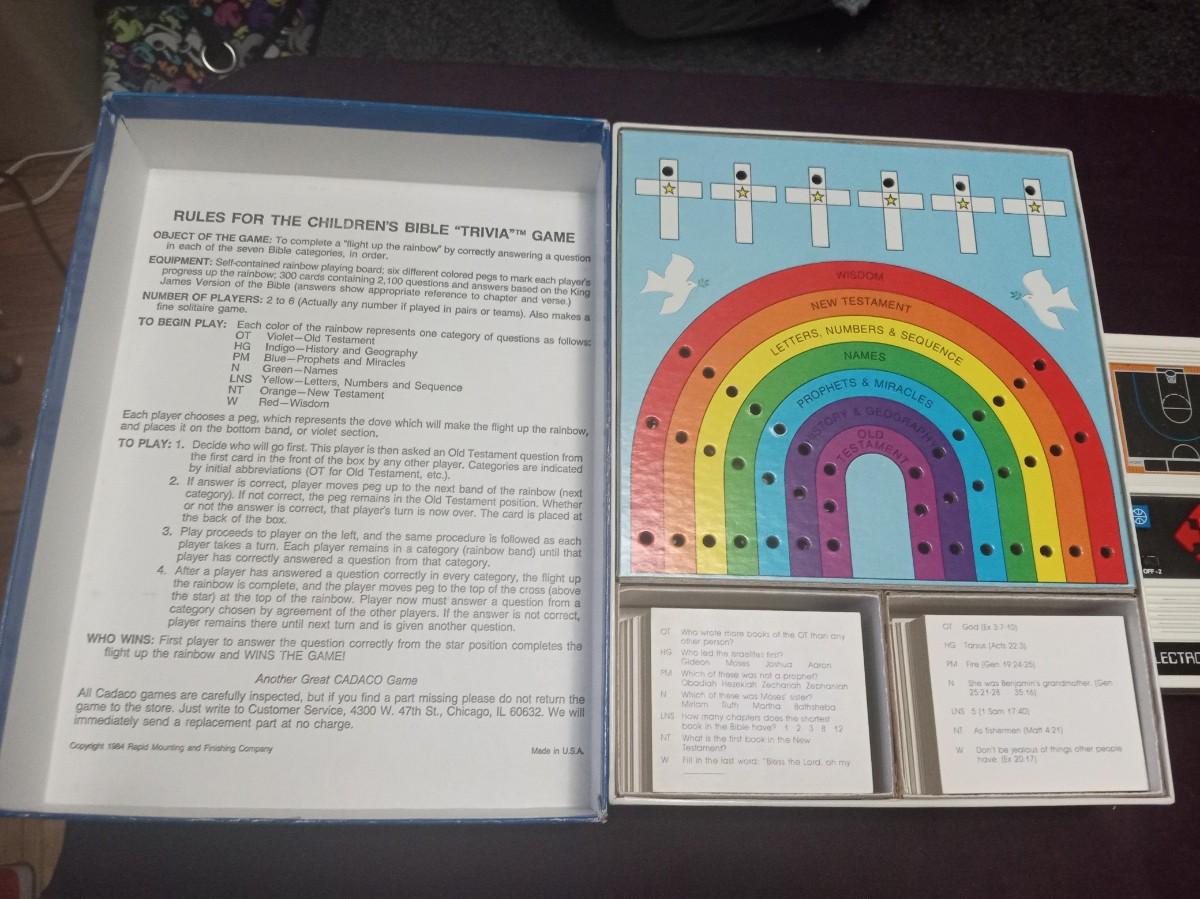 RULES FOR THE CHILDREN'S BIBLE "TRIVIA"™ GAME
OBJECT OF THE GAME: To complete a "flight up the rainbow" by correctly answering a question
in each of the seven Bible categories, in order.
EQUIPMENT: Self-contained rainbow playing board; six different colored pegs to mark each player's
progress up the rainbow; 300 cards containing 2,100 questions and answers based on the King
James Version of the Bible (answers show appropriate reference to chapter and verse.)
NUMBER OF PLAYERS: 2 to 6 (Actually any number if played in pairs or teams). Also makes a
fine solitaire game.
TO BEGIN PLAY: Each color of the rainbow represents one category of questions as follows:
OT Violet—Old Testament
HG Indigo—History and Geography
PM Blue—Prophets and Miracles
N Green—Names
LNS Yellow—Letters, Numbers and Sequence
NT Orange—New Testament
W Red—Wisdom
Each player chooses a peg, which represents the dove which will make the flight up the rainbow,
and places it on the bottom band, or violet section.
TO PLAY: 1. Decide who will go first. This player is then asked an Old Testament question from
the first card in the front of the box by any other player. Categories are indicated
by initial abbreviations (OT for Old Testament, etc.).
2. If answer is correct, player moves peg up to the next band of the rainbow (next
category). If not correct, the peg remains in the Old Testament position. Whether
or not the answer is correct, that player's turn is now over. The card is placed at
the back of the box.
3. Play proceeds to player on the left, and the same procedure is followed as each
player takes a turn. Each player remains in a category (rainbow band) until that
player has correctly answered a question from that category.
4. After a player has answered a question correctly in every category, the flight up
the rainbow is complete, and the player moves peg to the top of the cross (above
the star) at the top of the rainbow. Player now must answer a question from a
category chosen by agreement of the other players. If the answer is not correct,
player remains there until next turn and is given another question.
WHO WINS: First player to answer the question correctly from the star position completes the
flight up the rainbow and WINS THE GAME!
Another Great CADACO Game
All Cadaco games are carefully inspected, but if you find a part missing please do not return the
game to the store. Just write to Customer Service, 4300 W. 47th St., Chicago, IL 60632. We will
immediately send a replacement part at no charge.
Copyright 1984 Rapid Mounting and Finishing Company
Made in U.S.A.
WISDOM
NEW TESTAMENT
LETTERS, NUMBERS & SEQUENCE
NAMES
PROPHETS & MIRACLES
HISTORY & GEOGRAPHY
OLD
TESTAMENT
OT Who wrote more books of the OT than any
other person?
HG Who led the Israelites first?
Gideon Moses Joshua Aaron
PM Which of these was not a prophet?
Obadiah Hezekiah Zechariah Zephaniah
N Which of these was Moses' sister?
Miriam Ruth Martha Bathsheba
LNS How many chapters does the shortest
book in the Bible have? 1 2 3 8 12
NT What is the first book in the New
Testament?
W Fill in the last word: "Bless the Lord, oh my
OT God (Ex 3:7-10)
HG Tarsus (Acts 22:3)
PM Fire (Gen 19:24-25)
N She was Benjamin's grandmother. (Gen
25:21-28 35:16)
LNS 5 (1 Sam 17:40)
NT As fishermen (Matt 4:21)
W Don't be jealous of things other people
have. (Ex 20:17)
OFF-2
LECTRO